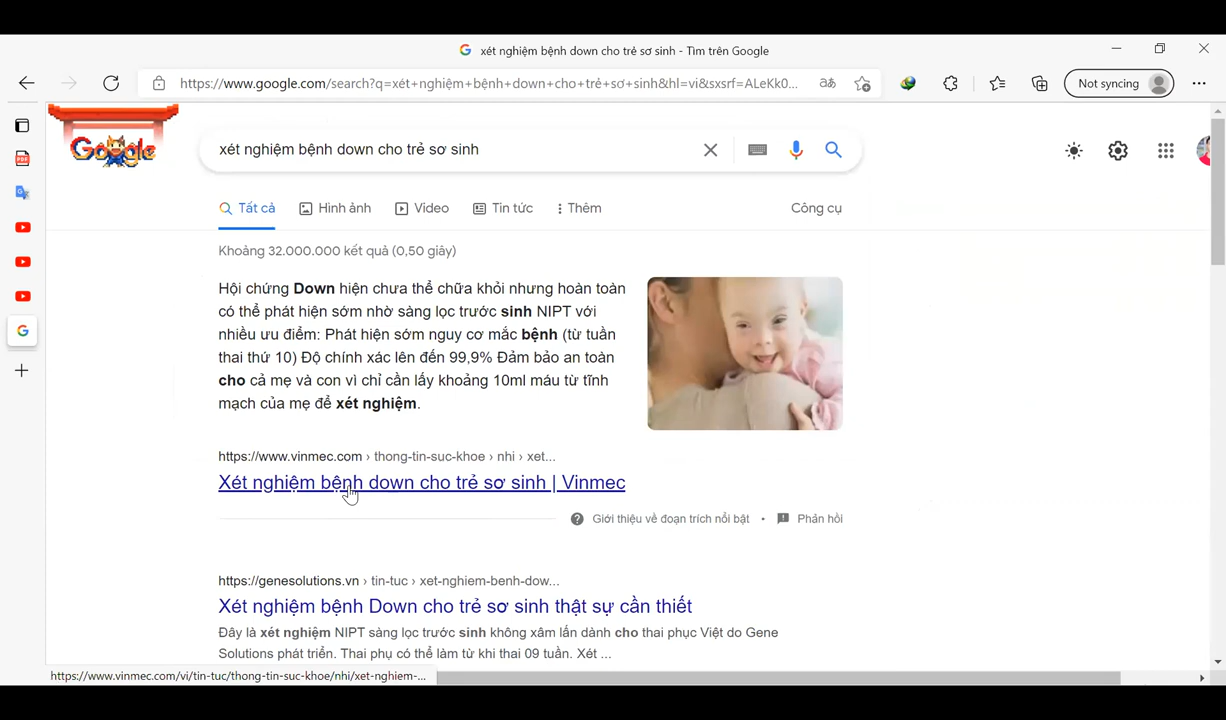 xét nghiệm bệnh down cho trẻ sơ sinh - Tìm trên Google
https://www.google.com/search?q=xét+nghiệm+bệnh+down+cho+trẻ+sơ+sinh&hl=vi&sxsrf=ALeKk0...
aあ
Not syncing
PDF
Google
xét nghiệm bệnh down cho trẻ sơ sinh
Tất cả
Hình ảnh
Video
Tin tức
Thêm
Công cụ
Khoảng 32.000.000 kết quả (0,50 giây)
Hội chứng Down hiện chưa thể chữa khỏi nhưng hoàn toàn
có thể phát hiện sớm nhờ sàng lọc trước sinh NIPT với
nhiều ưu điểm: Phát hiện sớm nguy cơ mắc bệnh (từ tuần
thai thứ 10) Độ chính xác lên đến 99,9% Đảm bảo an toàn
cho cả mẹ và con vì chỉ cần lấy khoảng 10ml máu từ tĩnh
mạch của mẹ để xét nghiệm.
https://www.vinmec.com › thong-tin-suc-khoe › nhi › xet...
Xét nghiệm bệnh down cho trẻ sơ sinh | Vinmec
Giới thiệu về đoạn trích nổi bật • Phản hồi
https://genesolutions.vn › tin-tuc › xet-nghiem-benh-dow...
Xét nghiệm bệnh Down cho trẻ sơ sinh thật sự cần thiết
Đây là xét nghiệm NIPT sàng lọc trước sinh không xâm lấn dành cho thai phục Việt do Gene
Solutions phát triển. Thai phụ có thể làm từ khi thai 09 tuần. Xét ...
https://www.vinmec.com/vi/tin-tuc/thong-tin-suc-khoe/nhi/xet-nghiem-...